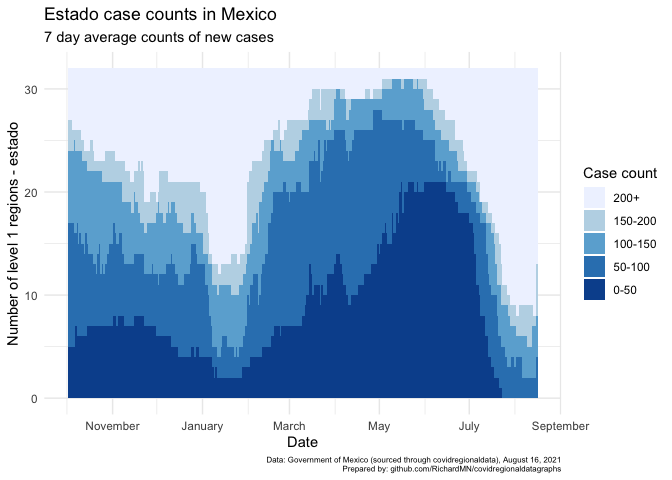 Estado case counts in Mexico
7 day average counts of new cases
Number of level 1 regions - estado
30
20
10
0
November
January
March
May
July
September
Date
Case count
200+
150-200
100-150
50-100
0-50
Data: Government of Mexico (sourced through covidregionaldata), August 16, 2021
Prepared by: github.com/RichardMN/covidregionaldatagraphs